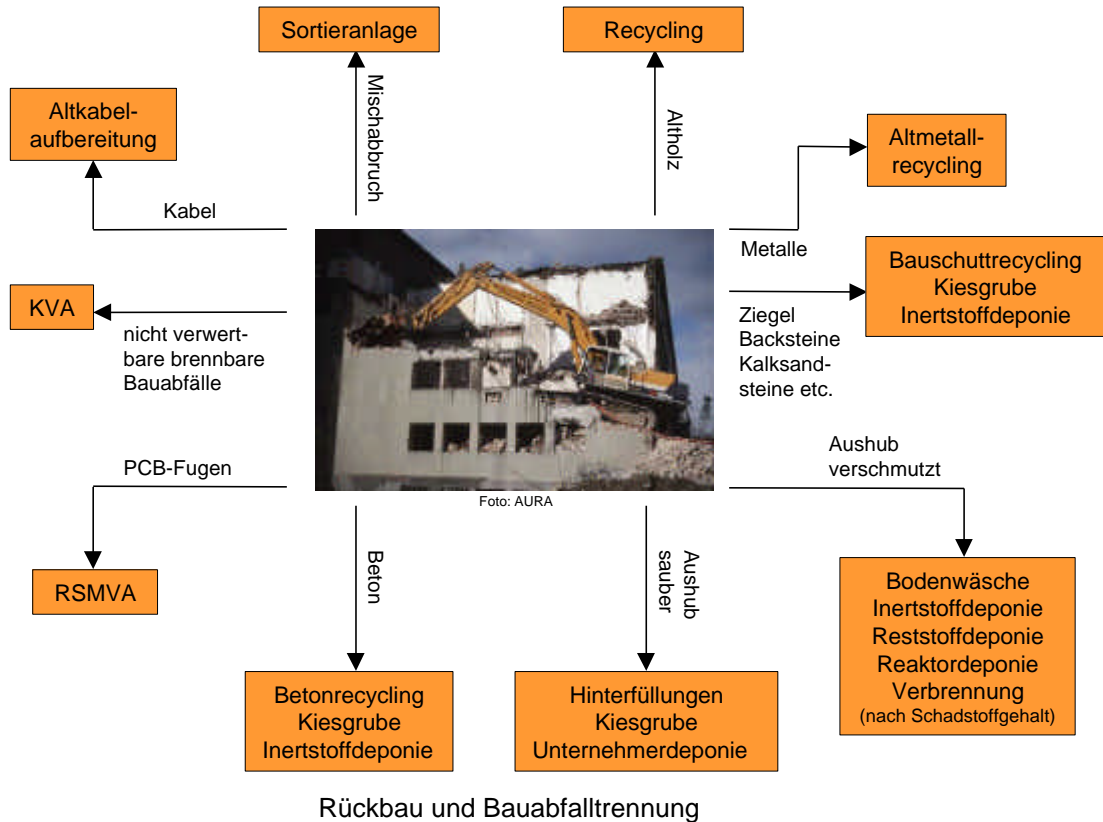 Sortieranlage
Recycling
Mischabbruch
Altholz
Altkabel-
aufbereitung
Kabel
Altmetall-
recycling
Metalle
KVA
nicht verwert-
bare brennbare
Bauabfälle
Bauschuttrecycling
Kiesgrube
Inertstoffdeponie
Ziegel
Backsteine
Kalksand-
steine etc.
PCB-Fugen
RSMVA
Foto: AURA
Aushub
verschmutzt
Bodenwäsche
Inertstoffdeponie
Reststoffdeponie
Reaktordeponie
Verbrennung
(nach Schadstoffgehalt)
Beton
Betonrecycling
Kiesgrube
Inertstoffdeponie
Aushub
sauber
Hinterfüllungen
Kiesgrube
Unternehmerdeponie
Rückbau und Bauabfalltrennung